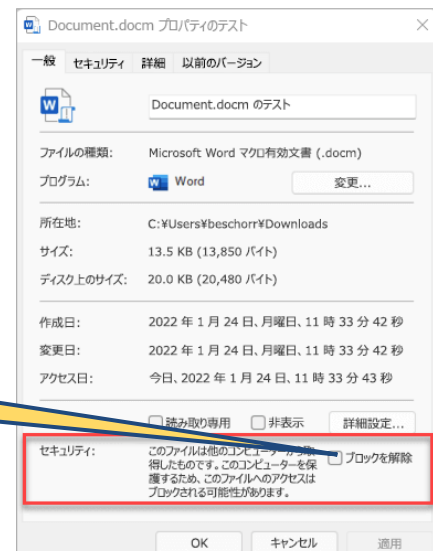 Document.docm プロパティのテスト
一般 セキュリティ 詳細 以前のバージョン
Document.docm のテスト
ファイルの種類: Microsoft Word マクロ有効文書 (.docm)
プログラム: Word 変更...
所在地: C:¥Users¥beschorr¥Downloads
サイズ: 13.5 KB (13,850 バイト)
ディスク上のサイズ: 20.0 KB (20,480 バイト)
作成日: 2022 年 1 月 24 日、月曜日、11 時 33 分 42 秒
変更日: 2022 年 1 月 24 日、月曜日、11 時 33 分 42 秒
アクセス日: 今日、2022 年 1 月 24 日、11 時 33 分 43 秒
読み取り専用 非表示 詳細設定...
セキュリティ: このファイルは他のコンピューターから取
得したものです。このコンピューターを保
護するため、このファイルへのアクセスは
ブロックされる可能性があります。
ブロックを解除
OK キャンセル 適用